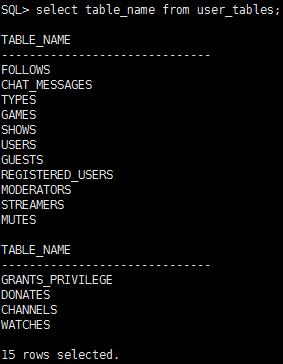 SQL> select table_name from user_tables;
TABLE_NAME
------------------------------
FOLLOWS
CHAT_MESSAGES
TYPES
GAMES
SHOWS
USERS
GUESTS
REGISTERED_USERS
MODERATORS
STREAMERS
MUTES
TABLE_NAME
------------------------------
GRANTS_PRIVILEGE
DONATES
CHANNELS
WATCHES
15 rows selected.